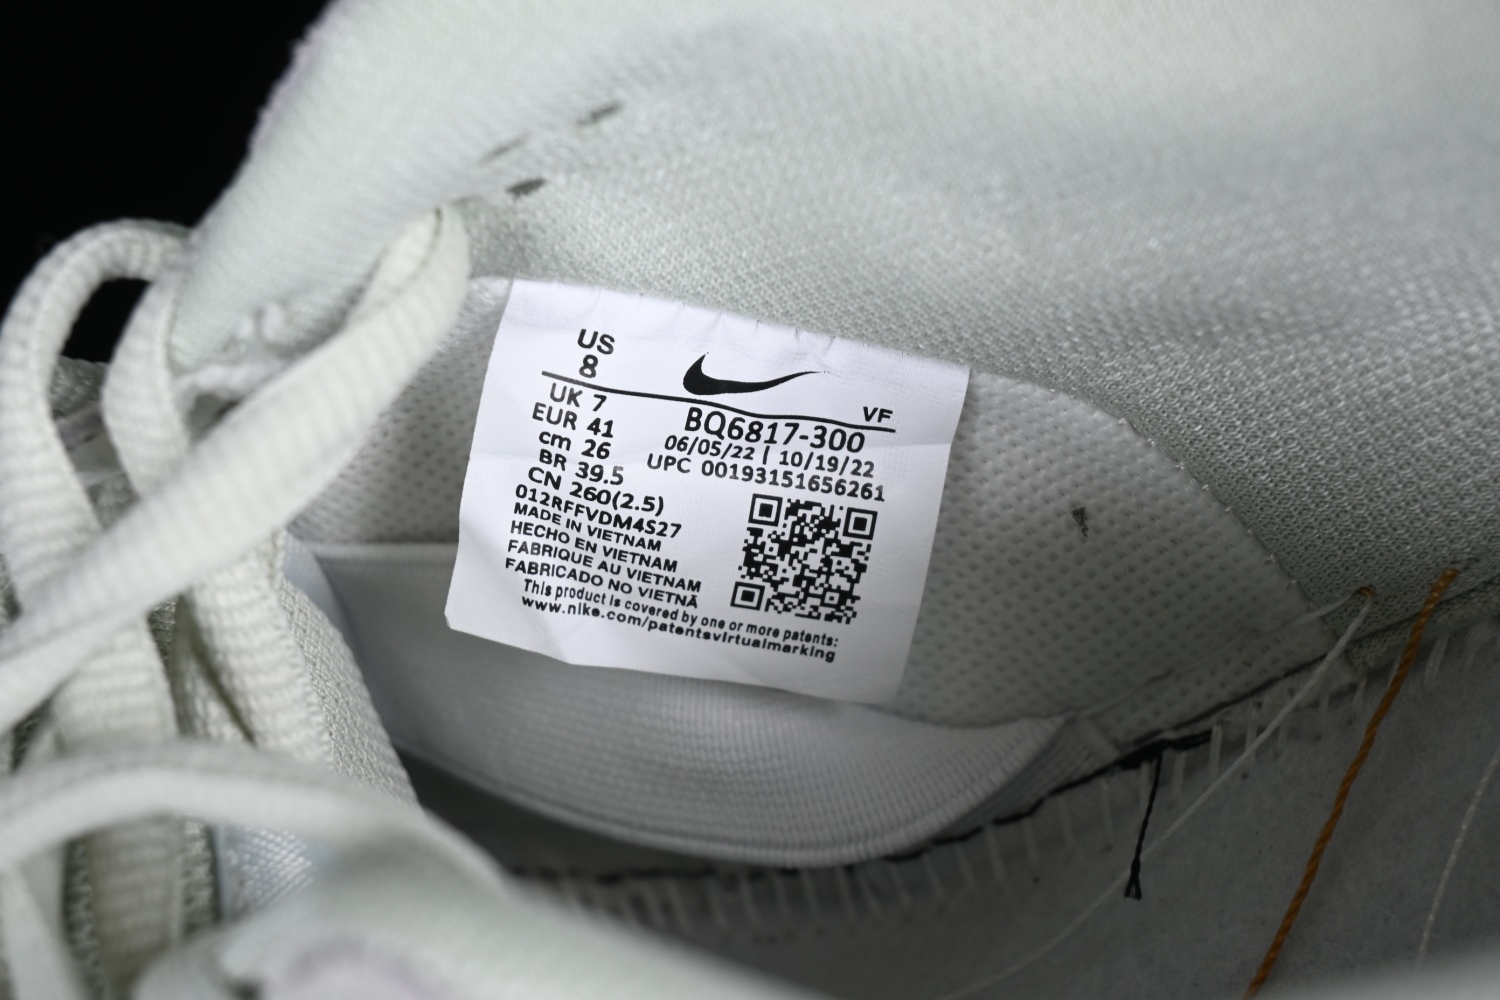 US
8
VF
UK 7
EUR 41
cm 26
BR 39.5
CN 260(2.5)
BQ6817-300
06/05/22 | 10/19/22
UPC 00193151656261
012RFFVDM4S27
MADE IN VIETNAM
HECHO EN VIETNAM
FABRIQUE AU VIETNAM
FABRICADO NO VIETNÃ
This product is covered by one or more patents:
www.nike.com/patentsvirtualmarking